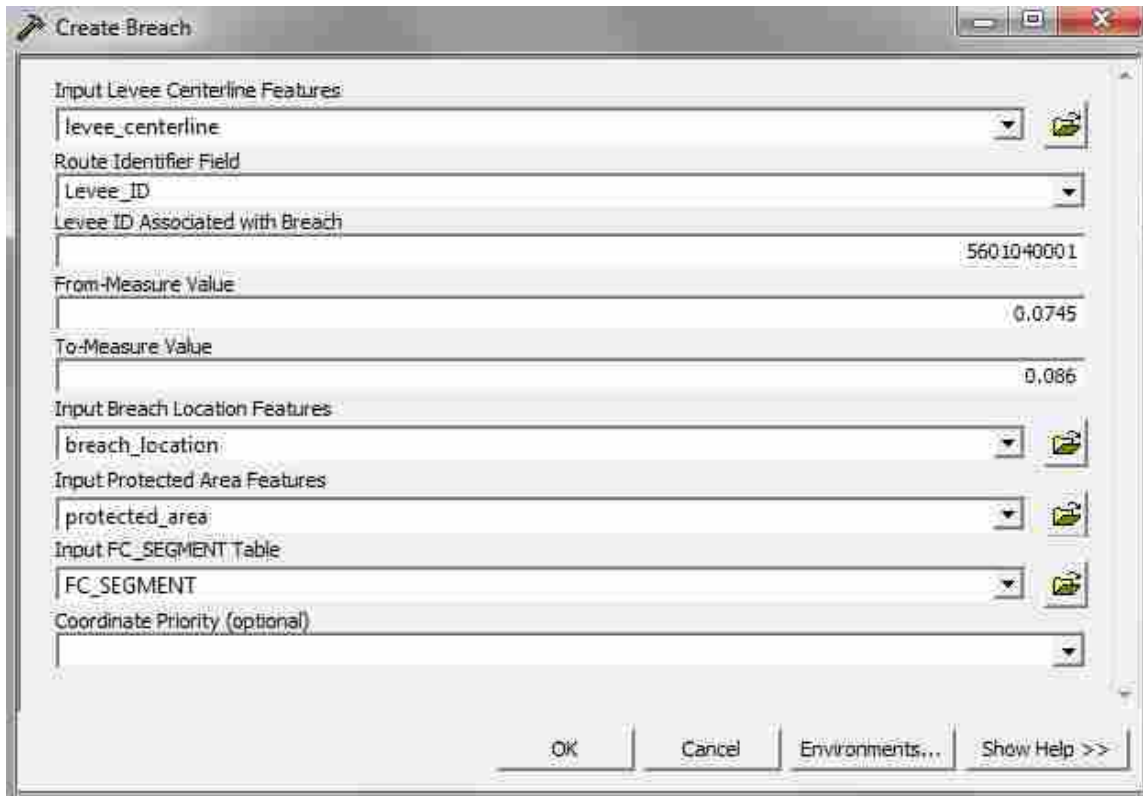 Create Breach
Input Levee Centerline Features
levee_centerline
Route Identifier Field
Levee_ID
Levee ID Associated with Breach
5601040001
From-Measure Value
0.0745
To-Measure Value
0.086
Input Breach Location Features
breach_location
Input Protected Area Features
protected_area
Input FC_SEGMENT Table
FC_SEGMENT
Coordinate Priority (optional)
OK Cancel Environments... Show Help >>